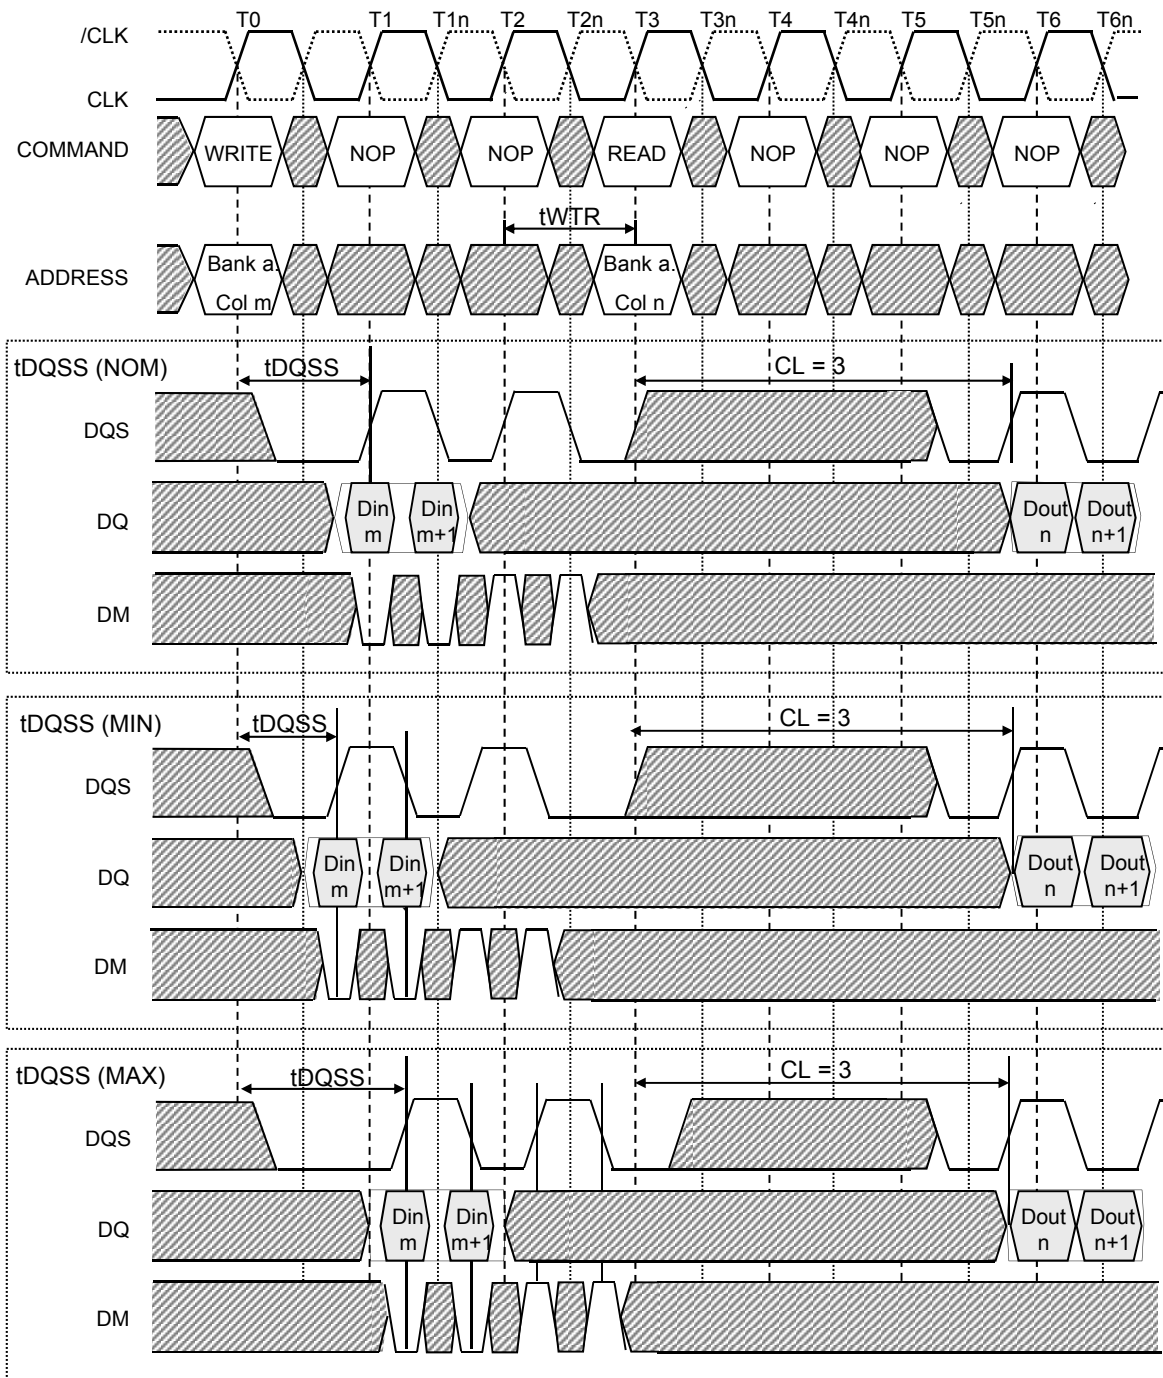 T0 T1 T1n T2 T2n T3 T3n T4 T4n T5 T5n T6 T6n
/CLK
CLK
COMMAND WRITE NOP NOP READ NOP NOP NOP
tWTR
ADDRESS Bank a. Bank a.
Col m Col n
tDQSS (NOM) tDQSS CL = 3
DQS
DQ Din Din Dout Dout
m m+1 n n+1
DM
tDQSS (MIN) tDQSS CL = 3
DQS
DQ Din Din Dout Dout
m m+1 n n+1
DM
tDQSS (MAX) tDQSS CL = 3
DQS
DQ Din Din Dout Dout
m m+1 n n+1
DM